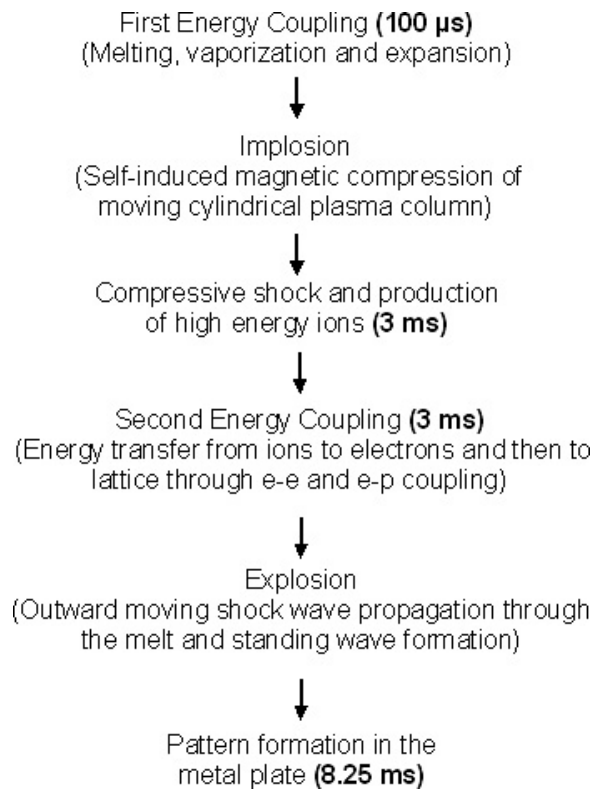 First Energy Coupling (100 µs)
(Melting, vaporization and expansion)
Implosion
(Self-induced magnetic compression of
moving cylindrical plasma column)
Compressive shock and production
of high energy ions (3 ms)
Second Energy Coupling (3 ms)
(Energy transfer from ions to electrons and then to
lattice through e-e and e-p coupling)
Explosion
(Outward moving shock wave propagation through
the melt and standing wave formation)
Pattern formation in the
metal plate (8.25 ms)